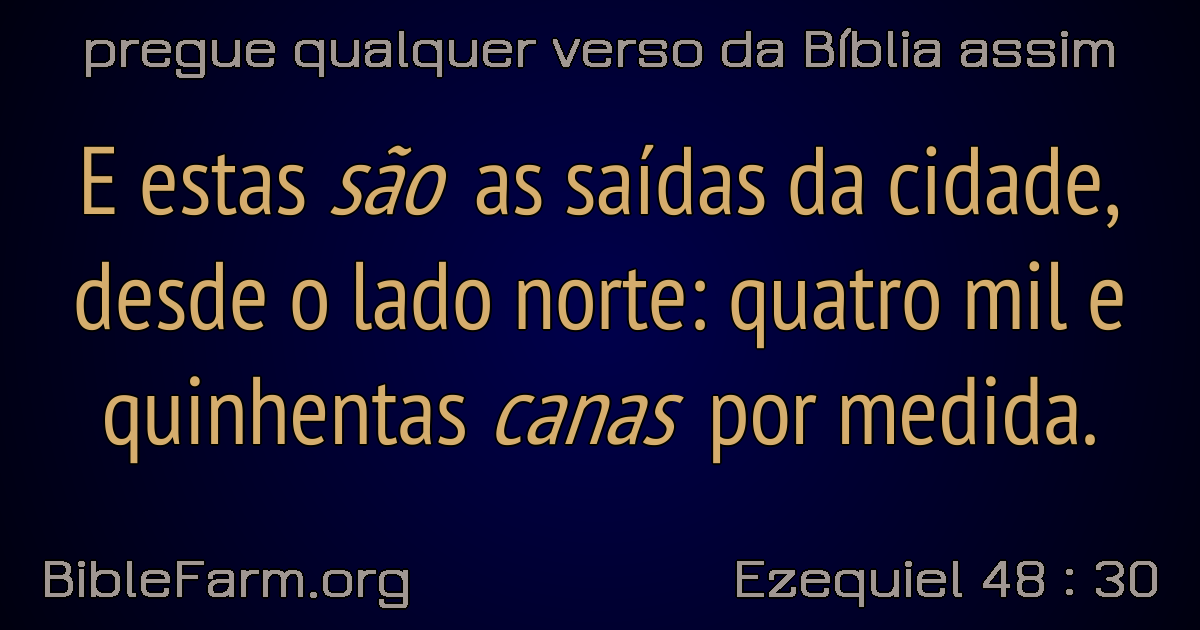 pregue qualquer verso da Bíblia assim
E estas são as saídas da cidade,
desde o lado norte: quatro mil e
quinhentas canas por medida.
BibleFarm.org
Ezequiel 48 : 30